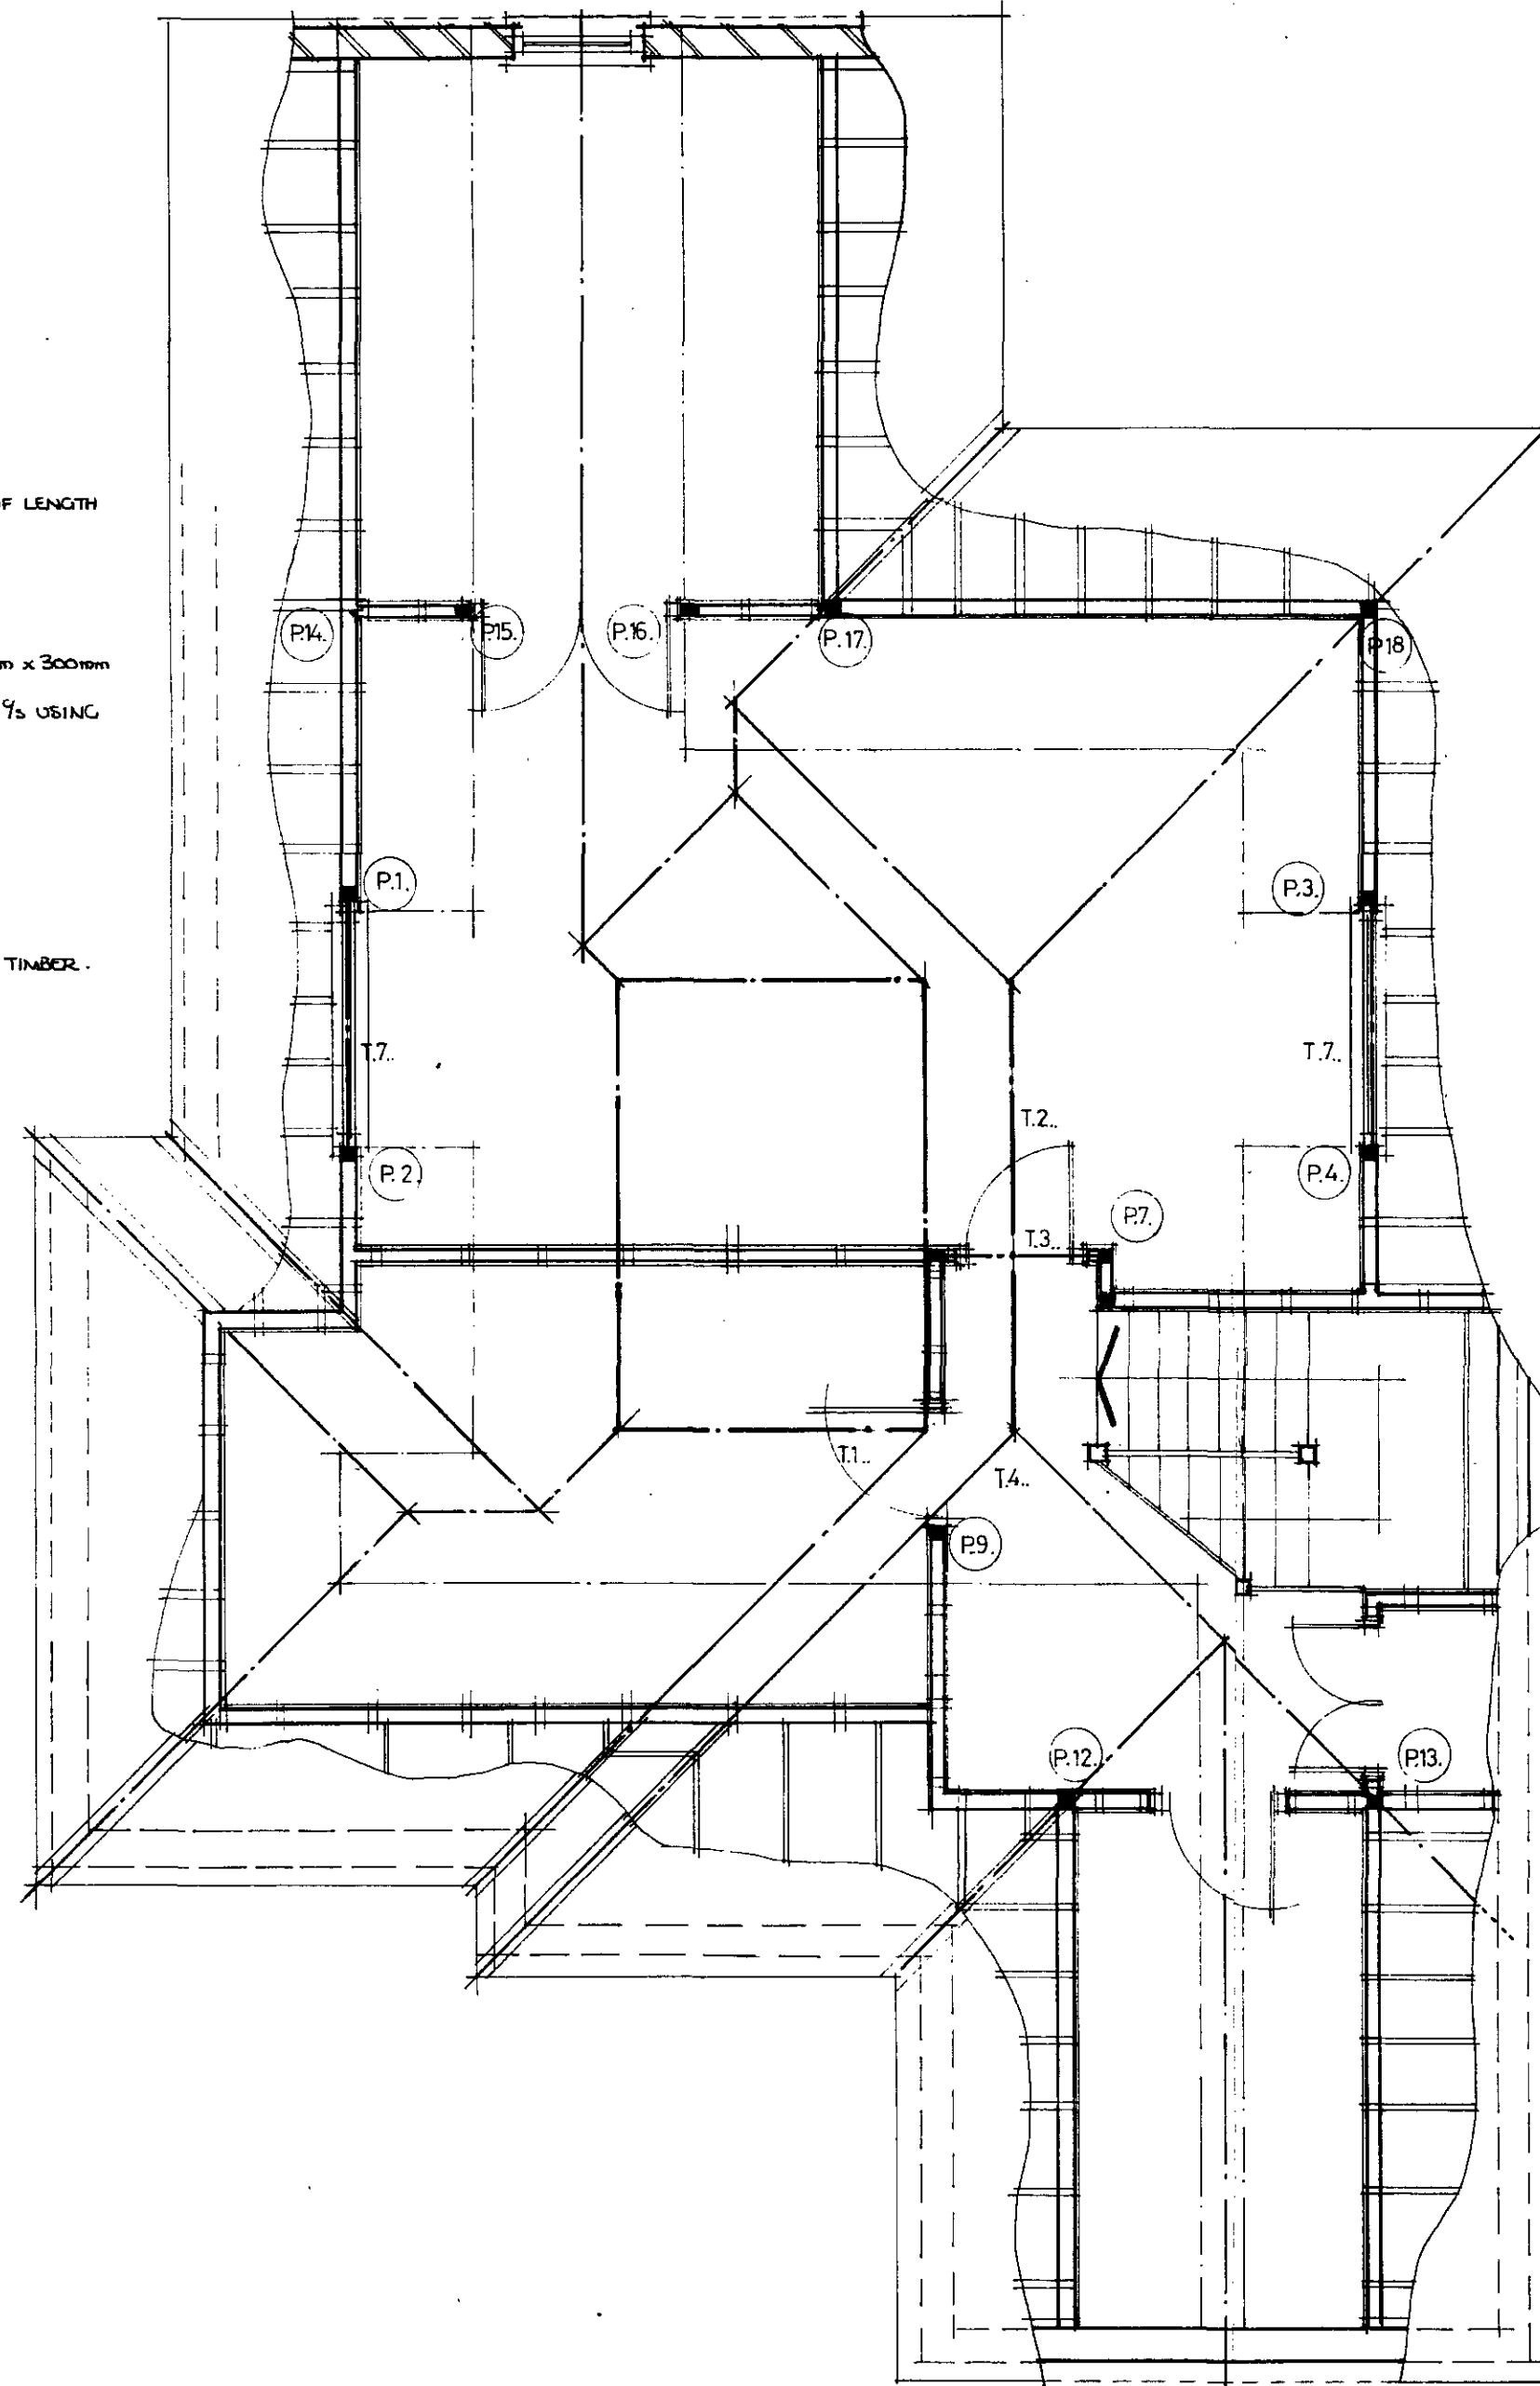 F LENGTH
P.14.
P.15.
P.16.
P.17.
P.18
m x 300mm
c/s USING
P.1.
P.3.
TIMBER.
T.7..
T.7..
T.2..
P.2.
P.4.
P.7.
T.3..
T.1..
T.4..
P.9.
P.12.
P.13.